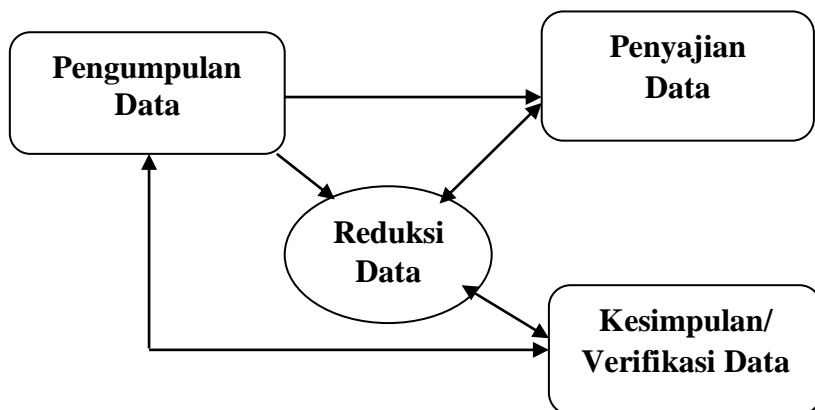 Pengumpulan
Data
Penyajian
Data
Reduksi
Data
Kesimpulan/
Verifikasi Data